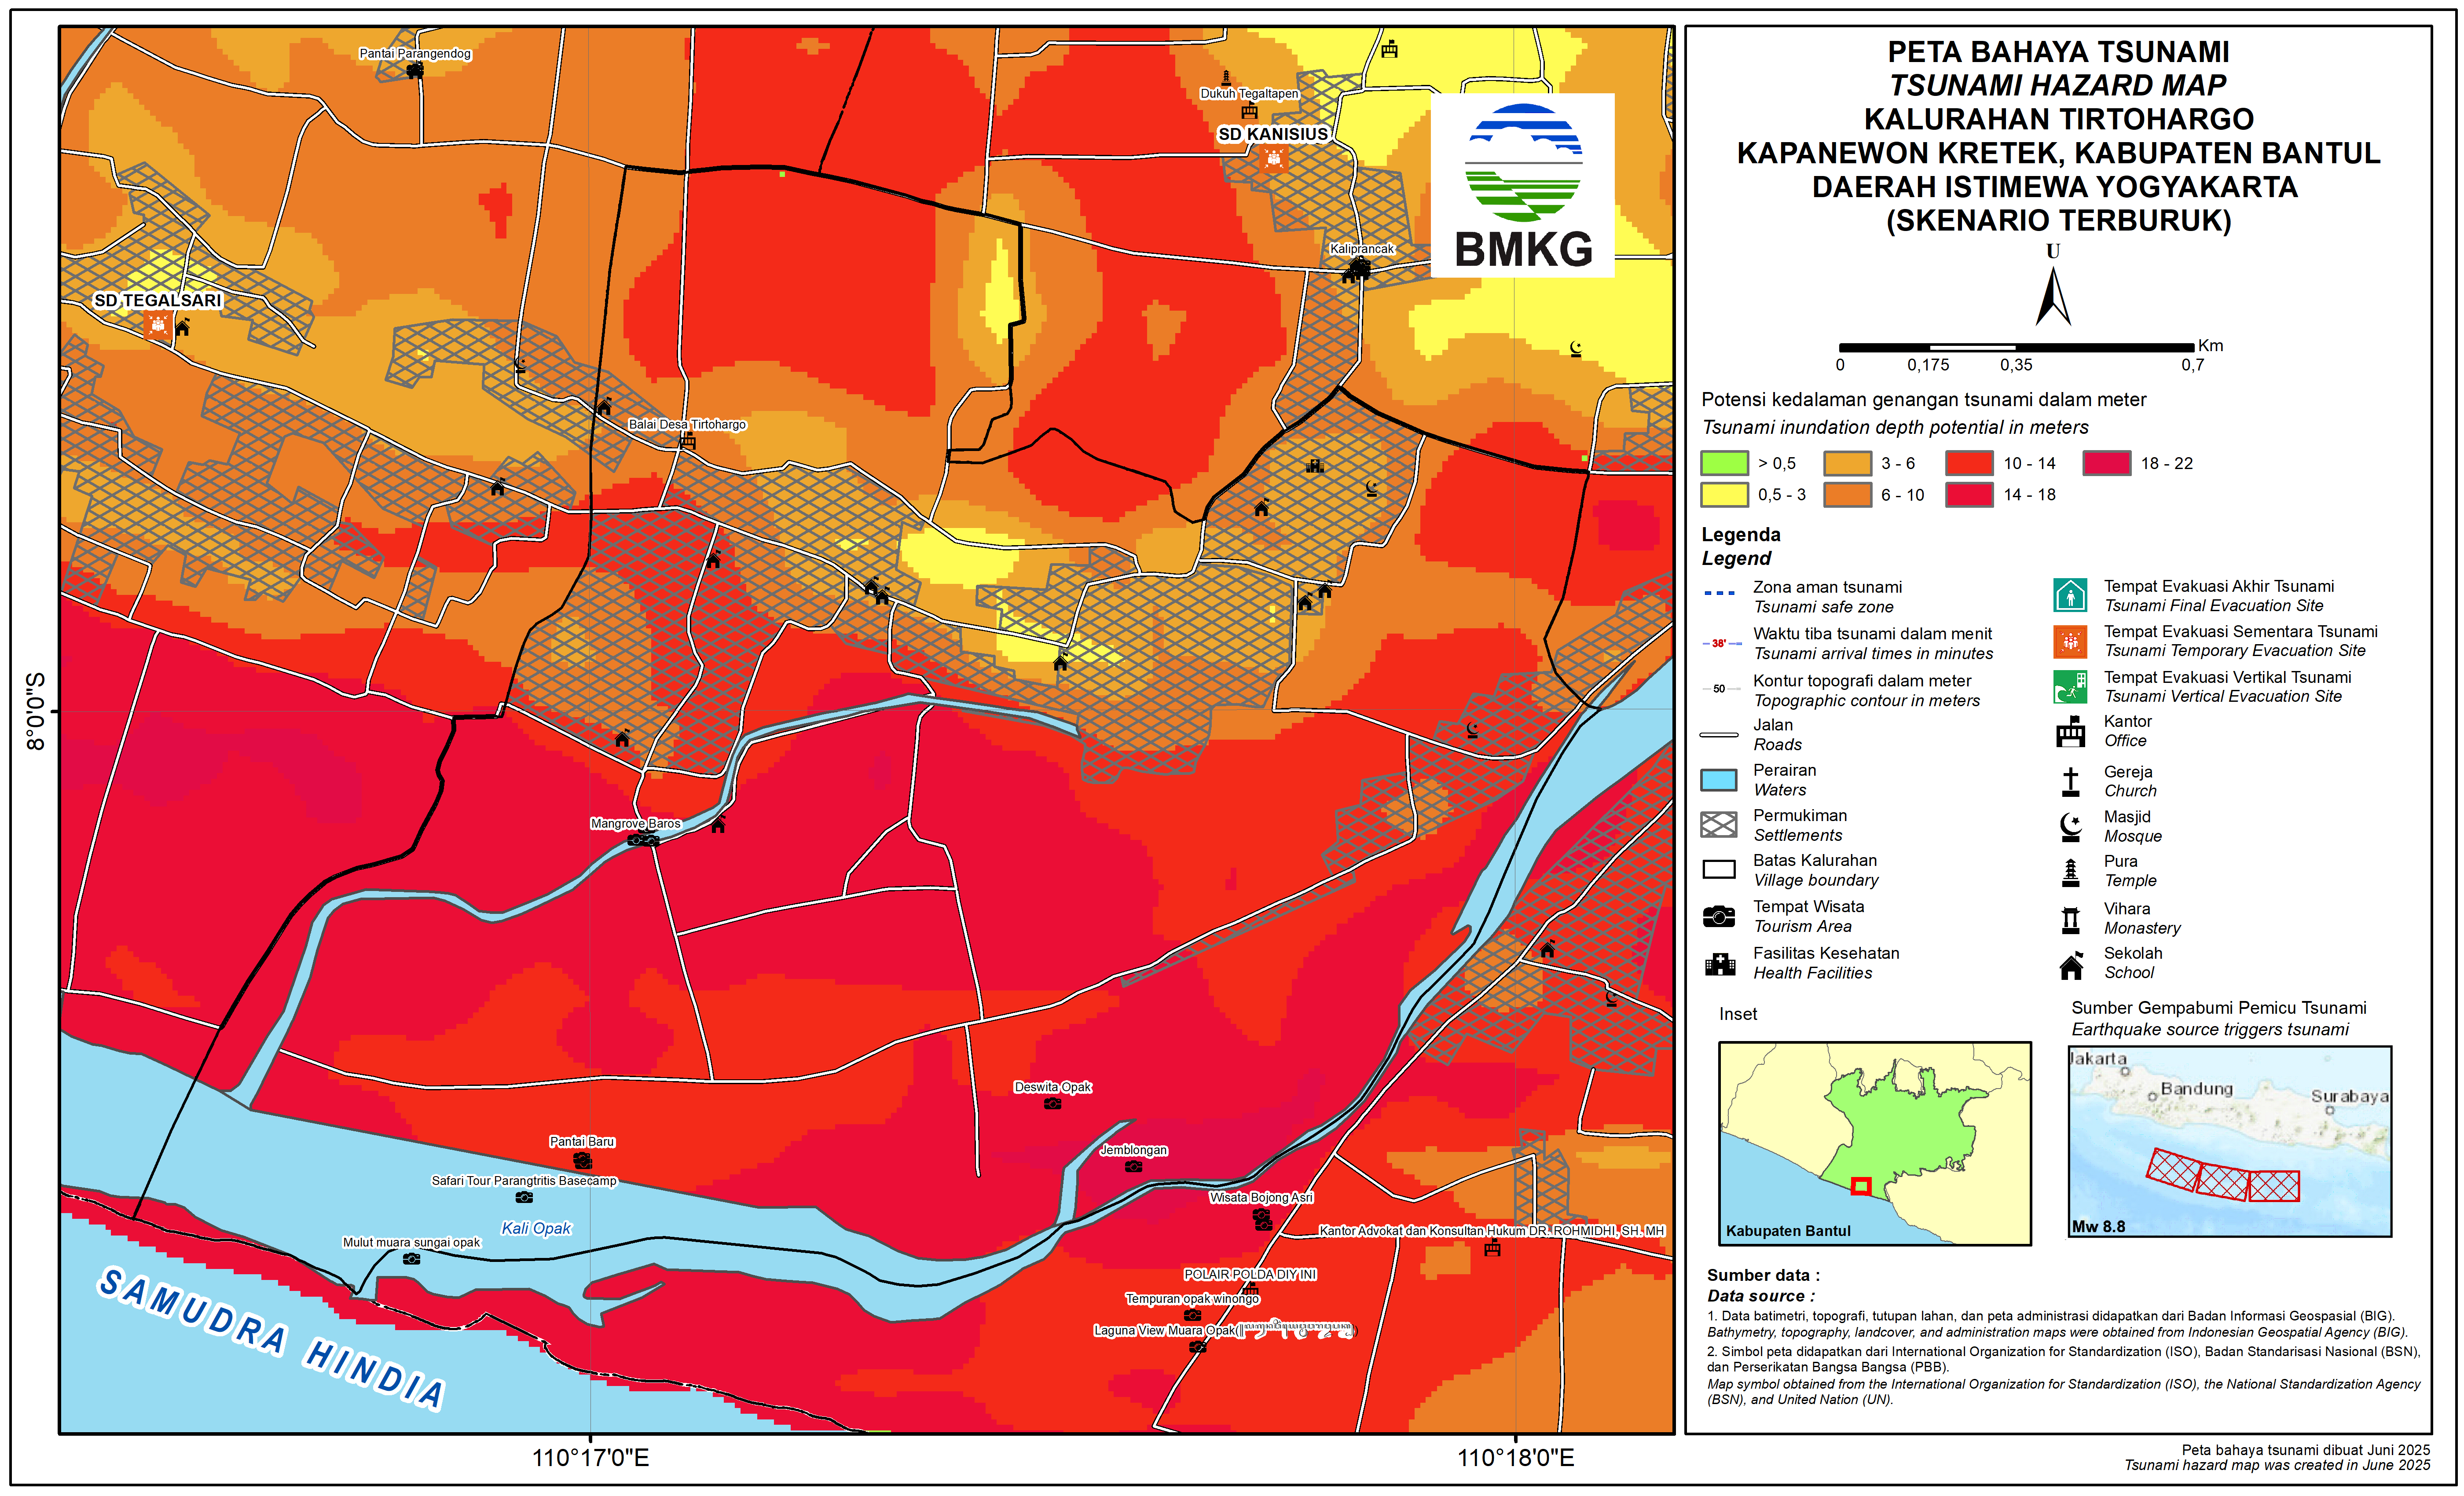 PETA BAHAYA TSUNAMI
TSUNAMI HAZARD MAP
KALURAHAN TIRTOHARGO
KAPANEWON KRETEK, KABUPATEN BANTUL
DAERAH ISTIMEWA YOGYAKARTA
(SKENARIO TERBURUK)
U
Km
0 0,175 0,35 0,7
Potensi kedalaman genangan tsunami dalam meter
Tsunami inundation depth potential in meters
> 0,5 3 - 6 10 - 14 18 - 22
0,5 - 3 6 - 10 14 - 18
Legenda
Legend
Zona aman tsunami
Tsunami safe zone
38'
Waktu tiba tsunami dalam menit
Tsunami arrival times in minutes
50
Kontur topografi dalam meter
Topographic contour in meters
Jalan
Roads
Perairan
Waters
Permukiman
Settlements
Batas Kalurahan
Village boundary
Tempat Wisata
Tourism Area
Fasilitas Kesehatan
Health Facilities
Tempat Evakuasi Akhir Tsunami
Tsunami Final Evacuation Site
Tempat Evakuasi Sementara Tsunami
Tsunami Temporary Evacuation Site
Tempat Evakuasi Vertikal Tsunami
Tsunami Vertical Evacuation Site
Kantor
Office
Gereja
Church
Masjid
Mosque
Pura
Temple
Vihara
Monastery
Sekolah
School
Inset
Kabupaten Bantul
Sumber Gempabumi Pemicu Tsunami
Earthquake source triggers tsunami
Jakarta
Bandung
Surabaya
Mw 8.8
Sumber data :
Data source :
1. Data batimetri, topografi, tutupan lahan, dan peta administrasi didapatkan dari Badan Informasi Geospasial (BIG).
Bathymetry, topography, landcover, and administration maps were obtained from Indonesian Geospatial Agency (BIG).
2. Simbol peta didapatkan dari International Organization for Standardization (ISO), Badan Standarisasi Nasional (BSN),
dan Perserikatan Bangsa Bangsa (PBB).
Map symbol obtained from the International Organization for Standardization (ISO), the National Standardization Agency
(BSN), and United Nation (UN).
Peta bahaya tsunami dibuat Juni 2025
Tsunami hazard map was created in June 2025
Pantai Parangendog
Dukuh Tegaltapen
SD KANISIUS
BMKG
Kaliprancak
SD TEGALSARI
Balai Desa Tirtohargo
8°0'0"S
Mangrove Baros
Deswita Opak
Pantai Baru
Jemblongan
Safari Tour Parangtritis Basecamp
Wisata Bojong Asri
Kali Opak
Kantor Advokat dan Konsultan Hukum DR. ROHMIDHI, SH. MH
Mulut muara sungai opak
POLAIR POLDA DIY INI
Tempuran opak winongo
Laguna View Muara Opak
SAMUDRA HINDIA
110°17'0"E 110°18'0"E